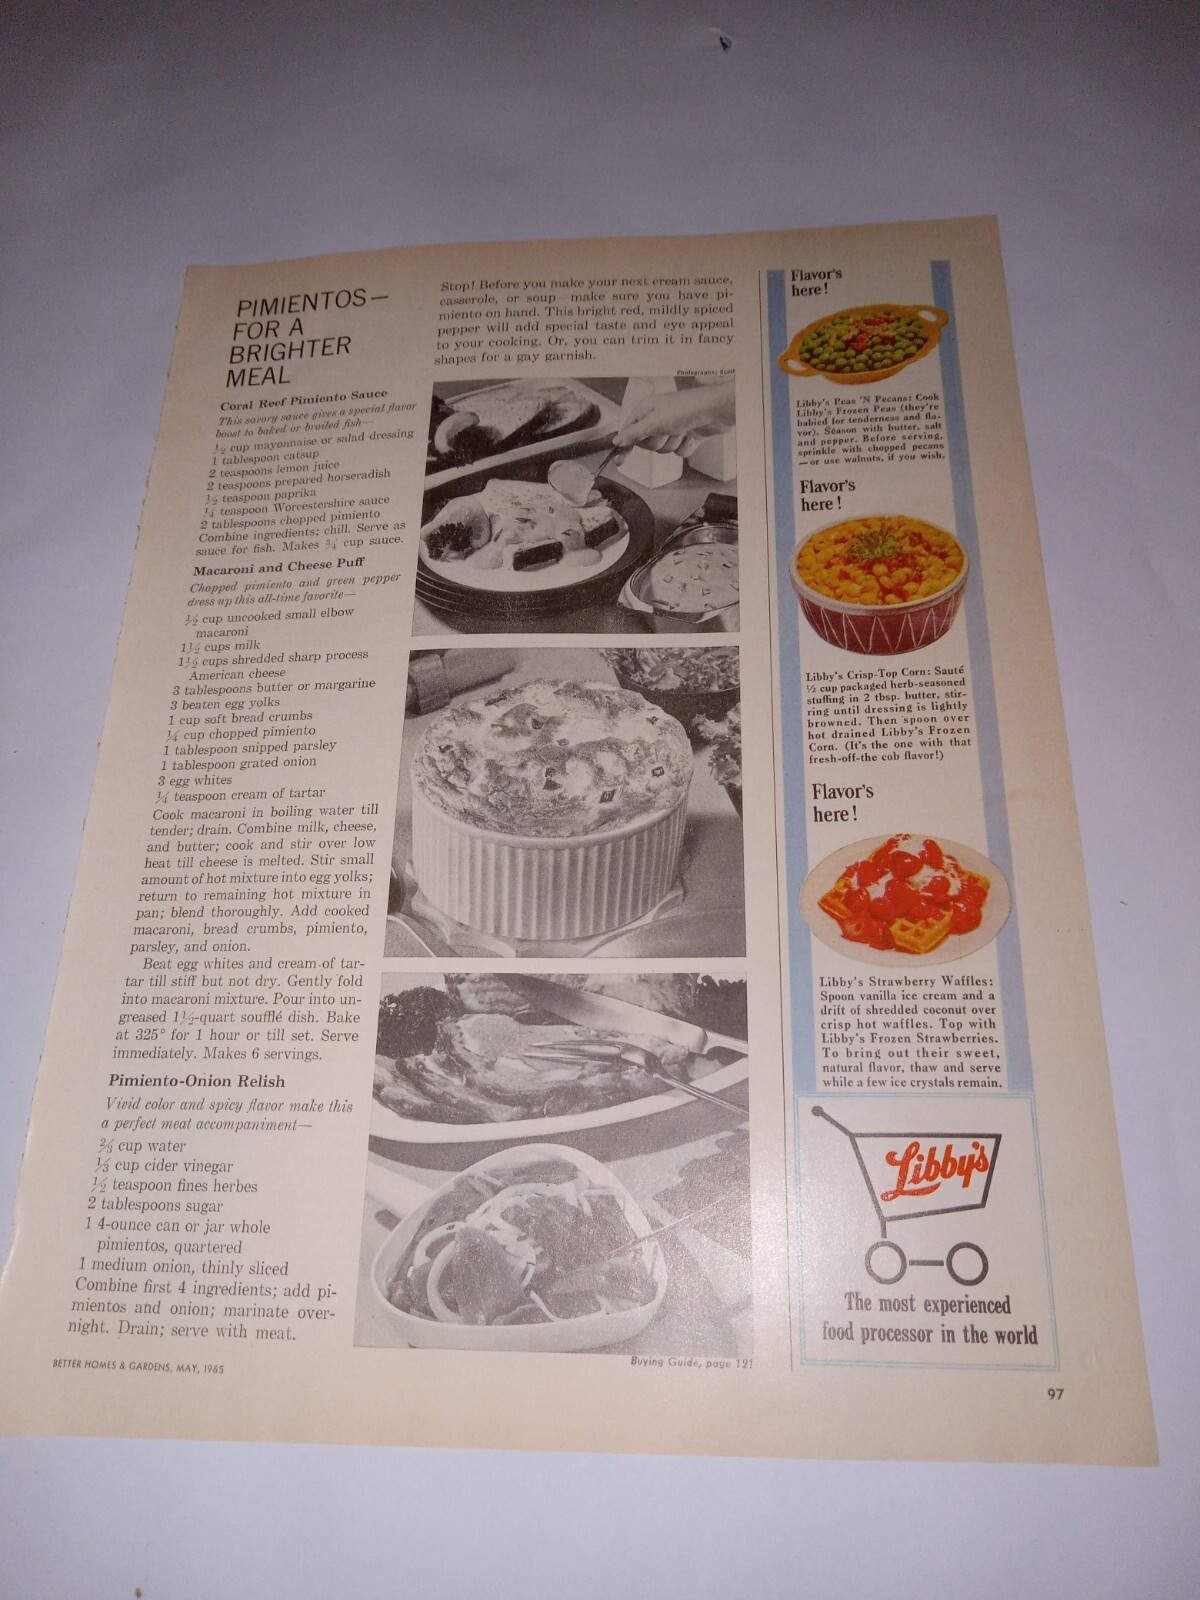 PIMIENTOS—
FOR A
BRIGHTER
MEAL
Coral Reef Pimiento Sauce
This savory sauce gives a special flavor
boost to baked or broiled fish—
½ cup mayonnaise or salad dressing
1 tablespoon catsup
2 teaspoons lemon juice
2 teaspoons prepared horseradish
½ teaspoon paprika
¼ teaspoon Worcestershire sauce
2 tablespoons chopped pimiento
Combine ingredients; chill. Serve as
sauce for fish. Makes ¾ cup sauce.
Macaroni and Cheese Puff
Chopped pimiento and green pepper
dress up this all-time favorite—
½ cup uncooked small elbow
macaroni
1½ cups milk
1½ cups shredded sharp process
American cheese
3 tablespoons butter or margarine
3 beaten egg yolks
1 cup soft bread crumbs
¼ cup chopped pimiento
1 tablespoon snipped parsley
1 tablespoon grated onion
3 egg whites
¼ teaspoon cream of tartar
Cook macaroni in boiling water till
tender; drain. Combine milk, cheese,
and butter; cook and stir over low
heat till cheese is melted. Stir small
amount of hot mixture into egg yolks;
return to remaining hot mixture in
pan; blend thoroughly. Add cooked
macaroni, bread crumbs, pimiento,
parsley, and onion.
Beat egg whites and cream of tar-
tar till stiff but not dry. Gently fold
into macaroni mixture. Pour into un-
greased 1½-quart soufflé dish. Bake
at 325° for 1 hour or till set. Serve
immediately. Makes 6 servings.
Pimiento-Onion Relish
Vivid color and spicy flavor make this
a perfect meat accompaniment—
⅔ cup water
⅓ cup cider vinegar
½ teaspoon fines herbes
2 tablespoons sugar
1 4-ounce can or jar whole
pimientos, quartered
1 medium onion, thinly sliced
Combine first 4 ingredients; add pi-
mientos and onion; marinate over-
night. Drain; serve with meat.
BETTER HOMES & GARDENS, MAY, 1965
Stop! Before you make your next cream sauce,
casserole, or soup—make sure you have pi-
miento on hand. This bright red, mildly spiced
pepper will add special taste and eye appeal
to your cooking. Or, you can trim it in fancy
shapes for a gay garnish.
Photographs:
Buying Guide, page 121
Flavor's
here!
Libby's Peas 'N Pecans: Cook
Libby's Frozen Peas (they're
babied for tenderness and fla-
vor). Season with butter, salt
and pepper. Before serving,
sprinkle with chopped pecans
—or use walnuts, if you wish.
Flavor's
here!
Libby's Crisp-Top Corn: Sauté
½ cup packaged herb-seasoned
stuffing in 2 tbsp. butter, stir-
ring until dressing is lightly
browned. Then spoon over
hot drained Libby's Frozen
Corn. (It's the one with that
fresh-off-the cob flavor!)
Flavor's
here!
Libby's Strawberry Waffles:
Spoon vanilla ice cream and a
drift of shredded coconut over
crisp hot waffles. Top with
Libby's Frozen Strawberries.
To bring out their sweet,
natural flavor, thaw and serve
while a few ice crystals remain.
Libby's
The most experienced
food processor in the world
97